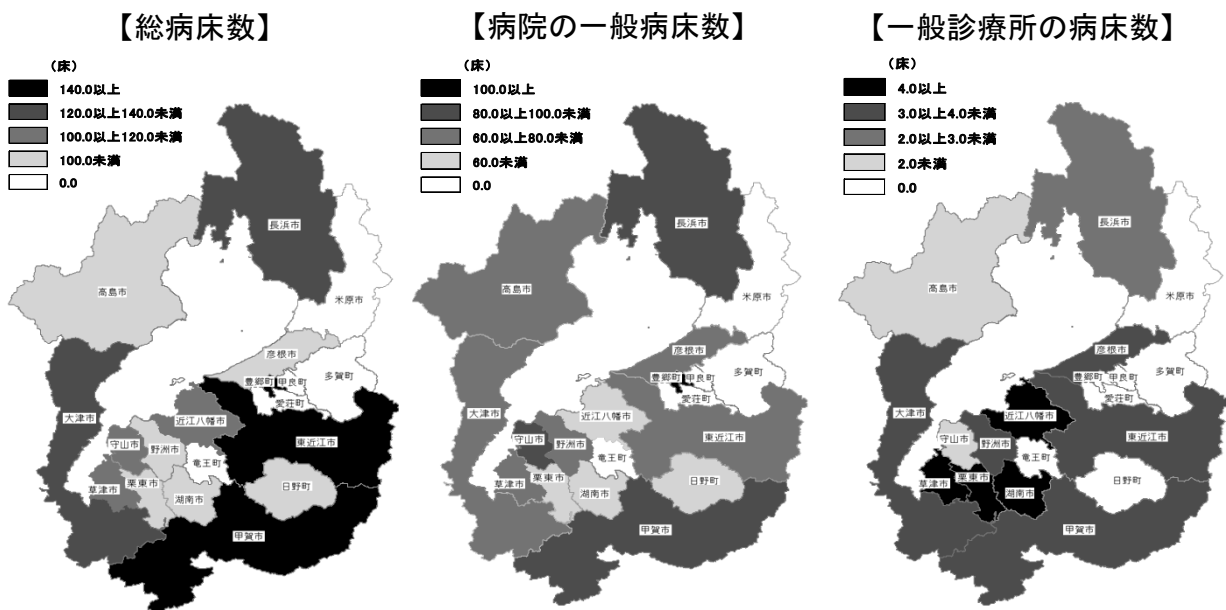 【総病床数】
(床)
140.0以上
120.0以上140.0未満
100.0以上120.0未満
100.0未満
0.0
長浜市
高島市
米原市
彦根市
豊郷町
甲良町
多賀町
愛荘町
大津市
近江八幡市
東近江市
守山市
野洲市
竜王町
草津市
栗東市
湖南市
日野町
甲賀市
【病院の一般病床数】
(床)
100.0以上
80.0以上100.0未満
60.0以上80.0未満
60.0未満
0.0
長浜市
高島市
米原市
彦根市
豊郷町
甲良町
多賀町
愛荘町
大津市
近江八幡市
東近江市
守山市
野洲市
竜王町
草津市
栗東市
湖南市
日野町
甲賀市
【一般診療所の病床数】
(床)
4.0以上
3.0以上4.0未満
2.0以上3.0未満
2.0未満
0.0
長浜市
高島市
米原市
彦根市
豊郷町
甲良町
多賀町
愛荘町
大津市
近江八幡市
東近江市
守山市
野洲市
竜王町
草津市
栗東市
湖南市
日野町
甲賀市